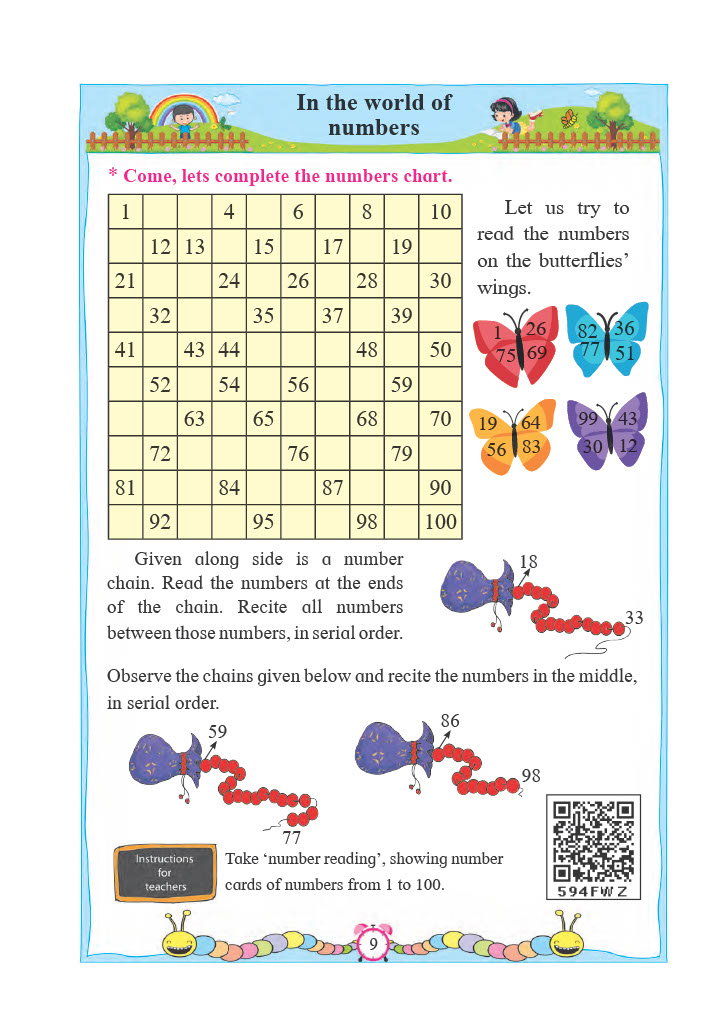 In the world of
numbers
* Come, lets complete the numbers chart.
1 4 6 8 10
12 13 15 17 19
21 24 26 28 30
32 35 37 39
41 43 44 48 50
52 54 56 59
63 65 68 70
72 76 79
81 84 87 90
92 95 98 100
Let us try to
read the numbers
on the butterflies’
wings.
1 26
75 69
82 36
77 51
19 64
56 83
99 43
30 12
Given along side is a number
chain. Read the numbers at the ends
of the chain. Recite all numbers
between those numbers, in serial order.
18
33
Observe the chains given below and recite the numbers in the middle,
in serial order.
59
77
86
98
Instructions
for
teachers
Take ‘number reading’, showing number
cards of numbers from 1 to 100.
594FWZ
9